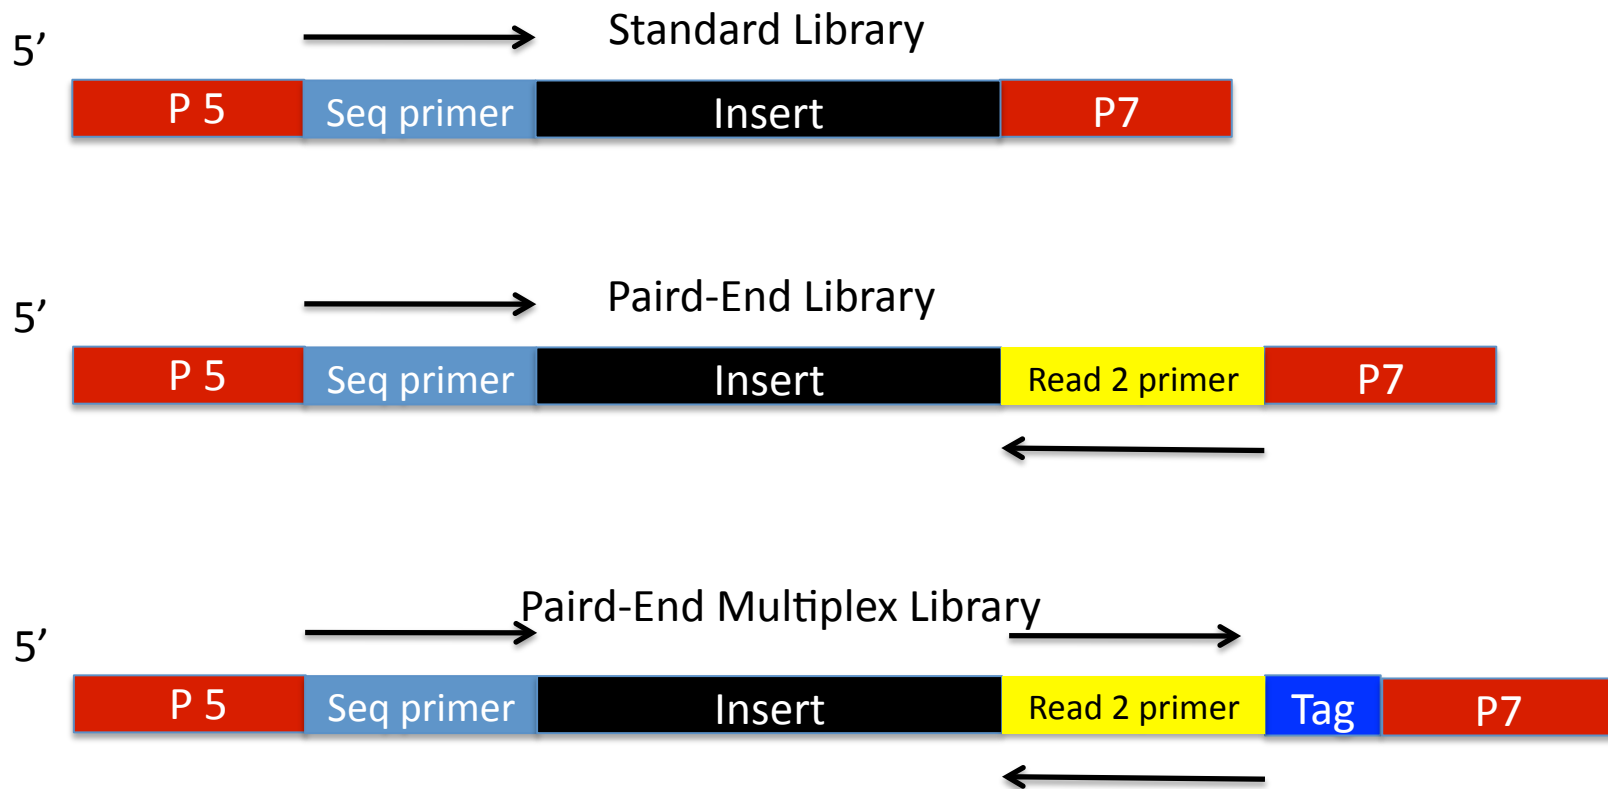 Standard Library
5’
P 5 Seq primer Insert P7
Paird-End Library
5’
P 5 Seq primer Insert Read 2 primer P7
Paird-End Multiplex Library
5’
P 5 Seq primer Insert Read 2 primer Tag P7